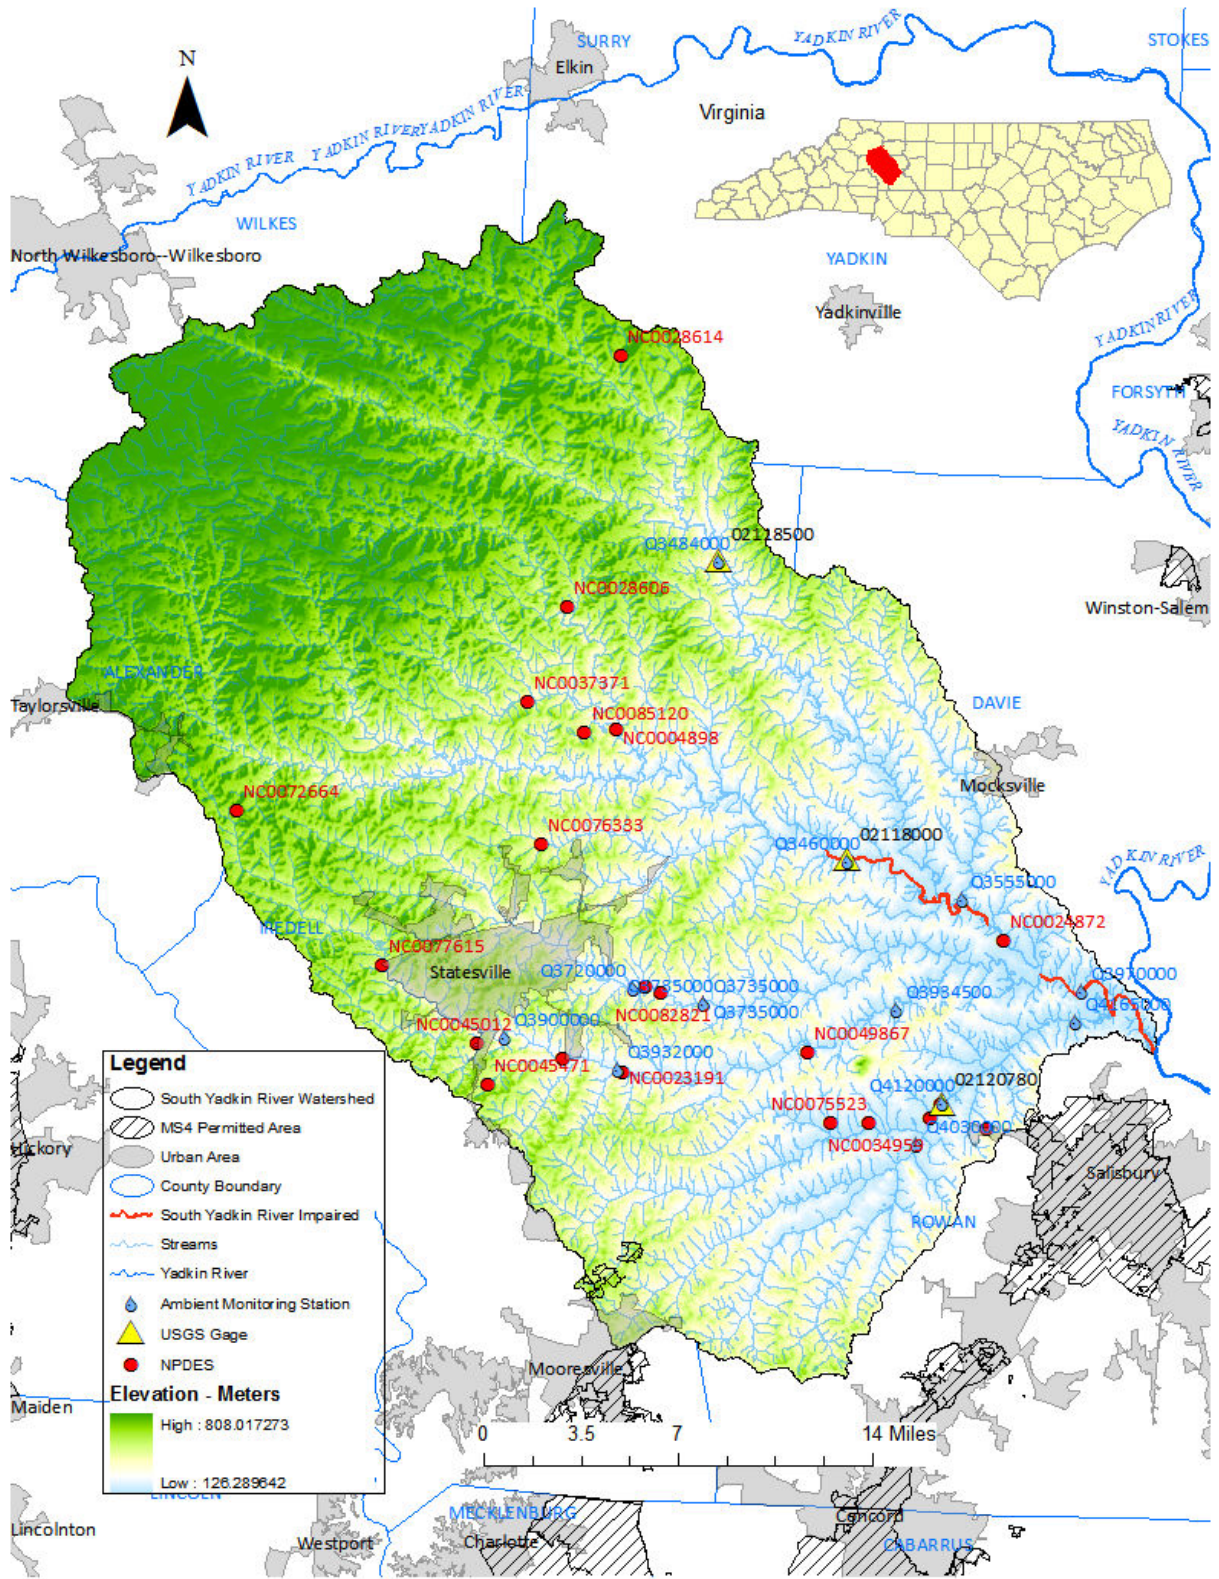 SURRY
YADKIN RIVER
STOKES
Elkin
N
YADKIN RIVER
YADKIN RIVER
YADKIN RIVER
Virginia
WILKES
North Wilkesboro--Wilkesboro
YADKIN
Yadkinville
YADKIN RIVER
NC0028614
FORSYTH
YADKIN RIVER
02118500
Q3484000
NC0028606
Winston-Salem
ALEXANDER
Taylorsville
NC0037371
DAVIE
NC0085120
NC0004898
Mocksville
NC0072664
NC0076333
02118000
Q3460000
YADKIN RIVER
Q3555000
NC0024872
IREDELL
NC0077615
Statesville
Q3720000
Q3735000
Q3970000
Q3934500
NC0082821
Q3735000
NC0045012
Q3900000
NC0049867
Q3932000
NC0045471
NC0023191
02120780
Q4120000
NC0075523
NC0034959
Hickory
Salisbury
ROWAN
Legend
South Yadkin River Watershed
MS4 Permitted Area
Urban Area
County Boundary
South Yadkin River Impaired
Streams
Yadkin River
Ambient Monitoring Station
USGS Gage
NPDES
Elevation - Meters
High : 808.017273
Low : 126.289642
Mooresville
Maiden
0 3.5 7 14 Miles
LINCOLN
MECKLENBURG
Concord
Lincolnton
Westport
Charlotte
CABARRUS